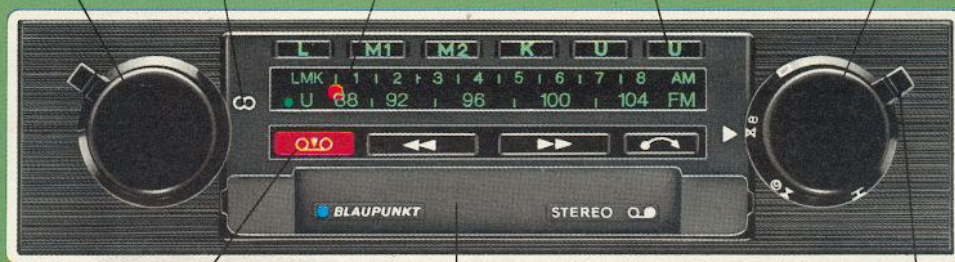 L M1 M2 K U U
LMK 1 2 3 4 5 6 7 8 AM
U 88 92 96 100 104 FM
BLAUPUNKT STEREO